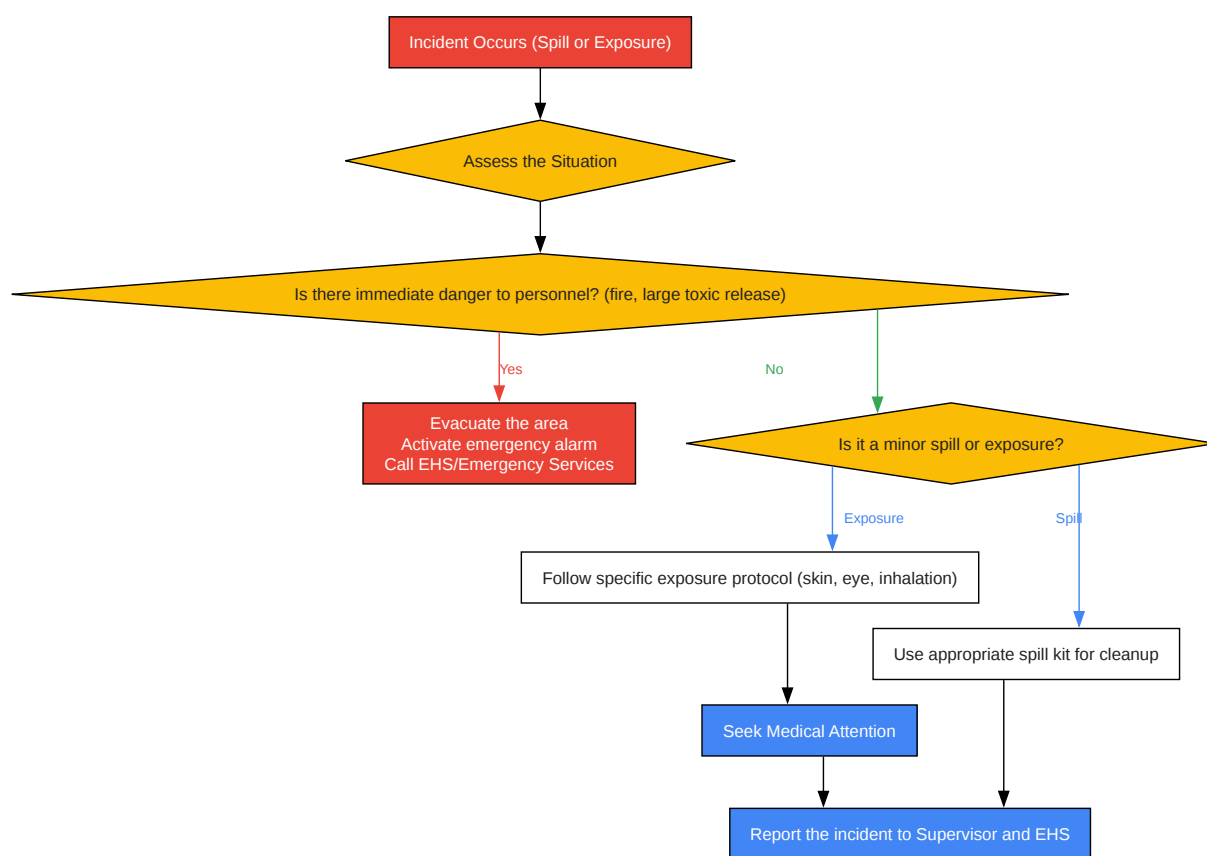 Incident Occurs (Spill or Exposure)
Assess the Situation
Is there immediate danger to personnel? (fire, large toxic release)
Yes
No
Evacuate the area
Activate emergency alarm
Call EHS/Emergency Services
Is it a minor spill or exposure?
Exposure
Spill
Follow specific exposure protocol (skin, eye, inhalation)
Use appropriate spill kit for cleanup
Seek Medical Attention
Report the incident to Supervisor and EHS